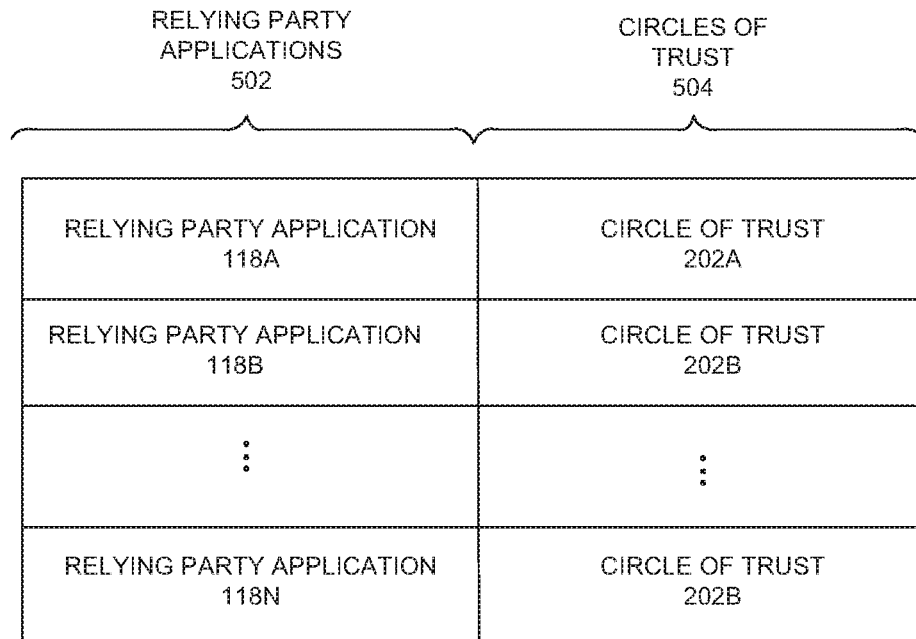 RELYING PARTY
APPLICATIONS
502
CIRCLES OF
TRUST
504
RELYING PARTY APPLICATION
118A
CIRCLE OF TRUST
202A
RELYING PARTY APPLICATION
118B
CIRCLE OF TRUST
202B
RELYING PARTY APPLICATION
118N
CIRCLE OF TRUST
202B